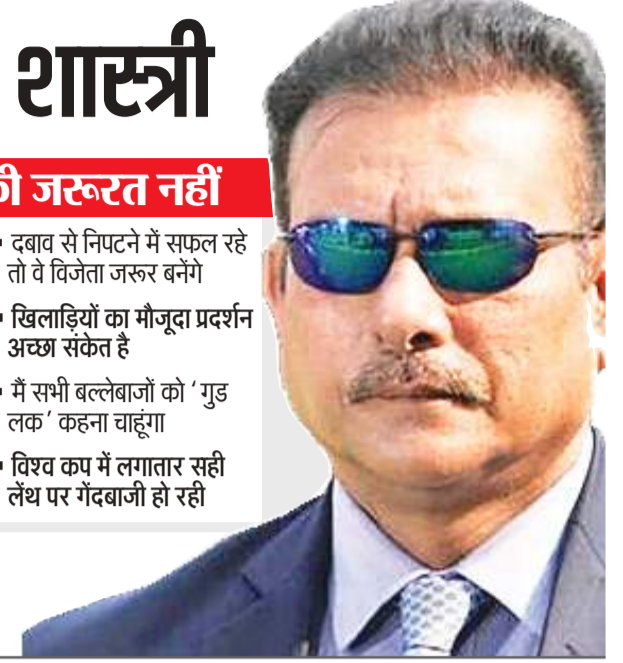 शास्त्री
की जरूरत नहीं
दबाव से निपटने में सफल रहे
तो वे विजेता जरूर बनेंगे
खिलाड़ियों का मौजूदा प्रदर्शन
अच्छा संकेत है
मैं सभी बल्लेबाजों को ‘गुड
लक’ कहना चाहूंगा
विश्व कप में लगातार सही
लेंथ पर गेंदबाजी हो रही